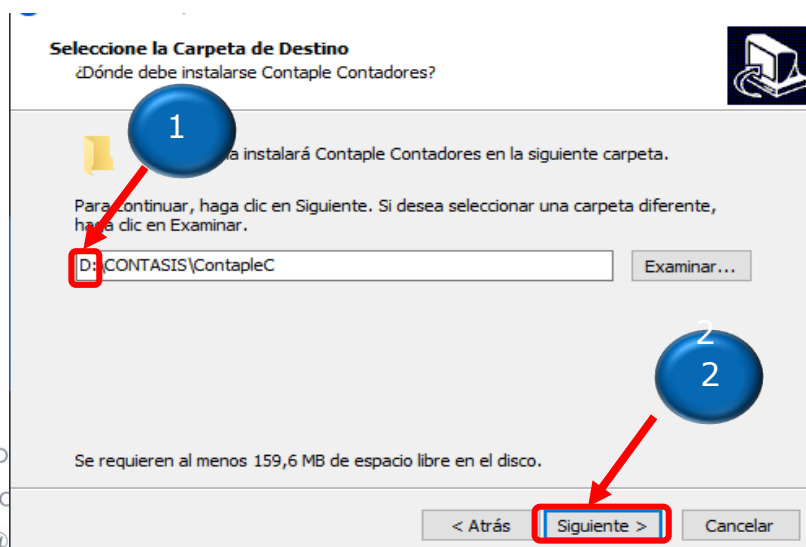 Seleccione la Carpeta de Destino
¿Dónde debe instalarse Contaple Contadores?
1
instalará Contaple Contadores en la siguiente carpeta.
Para continuar, haga clic en Siguiente. Si desea seleccionar una carpeta diferente,
haga clic en Examinar.
D:\CONTASIS\ContapleC
Examinar...
2
2
Se requieren al menos 159,6 MB de espacio libre en el disco.
< Atrás
Siguiente >
Cancelar